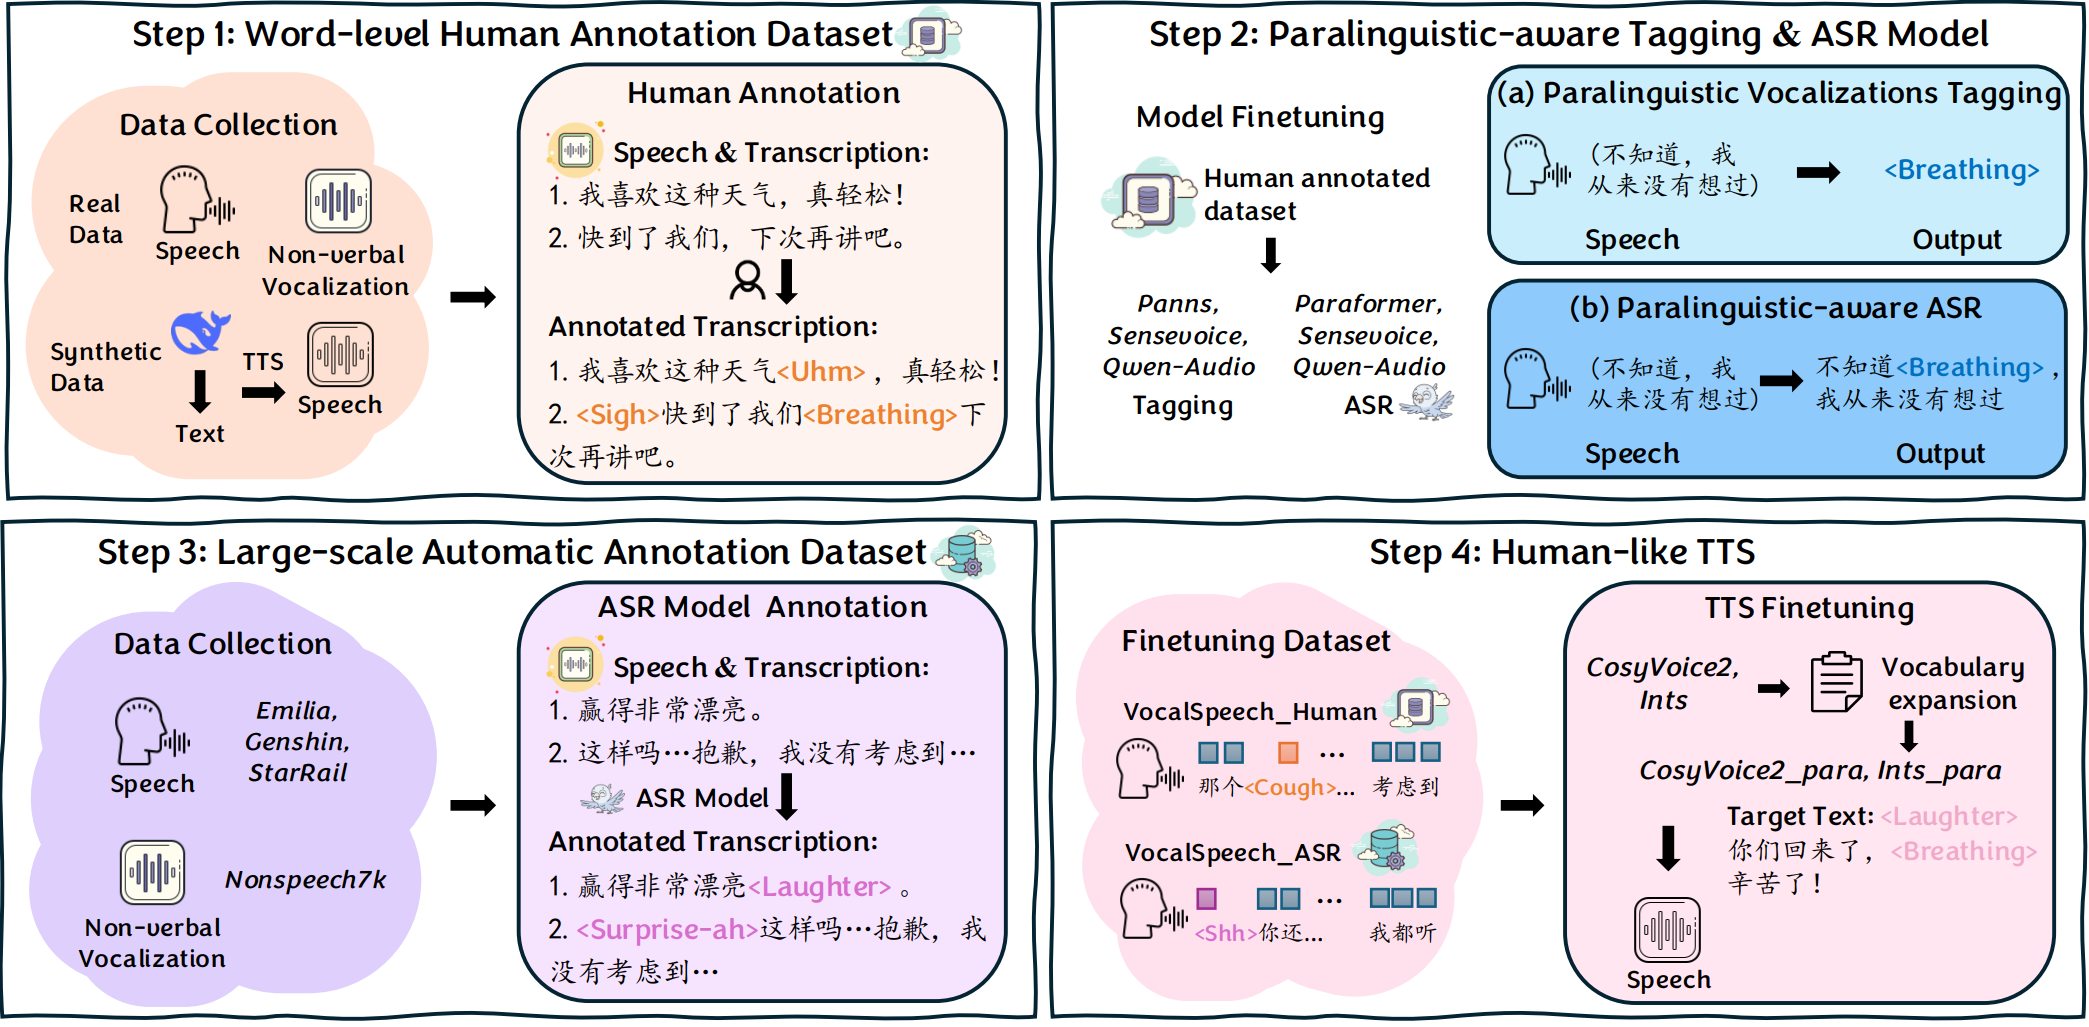 Step 1: Word-level Human Annotation Dataset
Data Collection
Real
Data
Speech
Non-verbal
Vocalization
Synthetic
Data
TTS
Speech
Text
Human Annotation
Speech & Transcription:
1. 我喜欢这种天气，真轻松！
2. 快到了我们，下次再讲吧。
Annotated Transcription:
1. 我喜欢这种天气<Uhm>，真轻松！
2. <Sigh>快到了我们<Breathing>下
次再讲吧。
Step 2: Paralinguistic-aware Tagging & ASR Model
Model Finetuning
Human annotated
dataset
Panns,
Sensevoice,
Qwen-Audio
Tagging
Paraformer,
Sensevoice,
Qwen-Audio
ASR
(a) Paralinguistic Vocalizations Tagging
（不知道，我
从来没有想过）
<Breathing>
Speech
Output
(b) Paralinguistic-aware ASR
（不知道，我
从来没有想过）
不知道<Breathing>，
我从来没有想过
Speech
Output
Step 3: Large-scale Automatic Annotation Dataset
Data Collection
Speech
Emilia,
Genshin,
StarRail
Non-verbal
Vocalization
Nonspeech7k
ASR Model Annotation
Speech & Transcription:
1. 赢得非常漂亮。
2. 这样吗…抱歉，我没有考虑到…
ASR Model
Annotated Transcription:
1. 赢得非常漂亮<Laughter>。
2. <Surprise-ah>这样吗…抱歉，我
没有考虑到…
Step 4: Human-like TTS
Finetuning Dataset
VocalSpeech_Human
...
那个<Cough>... 考虑到
VocalSpeech_ASR
...
<Shh>你还... 我都听
TTS Finetuning
CosyVoice2,
Ints
Vocabulary
expansion
CosyVoice2_para, Ints_para
Target Text: <Laughter>
你们回来了，<Breathing>
辛苦了！
Speech